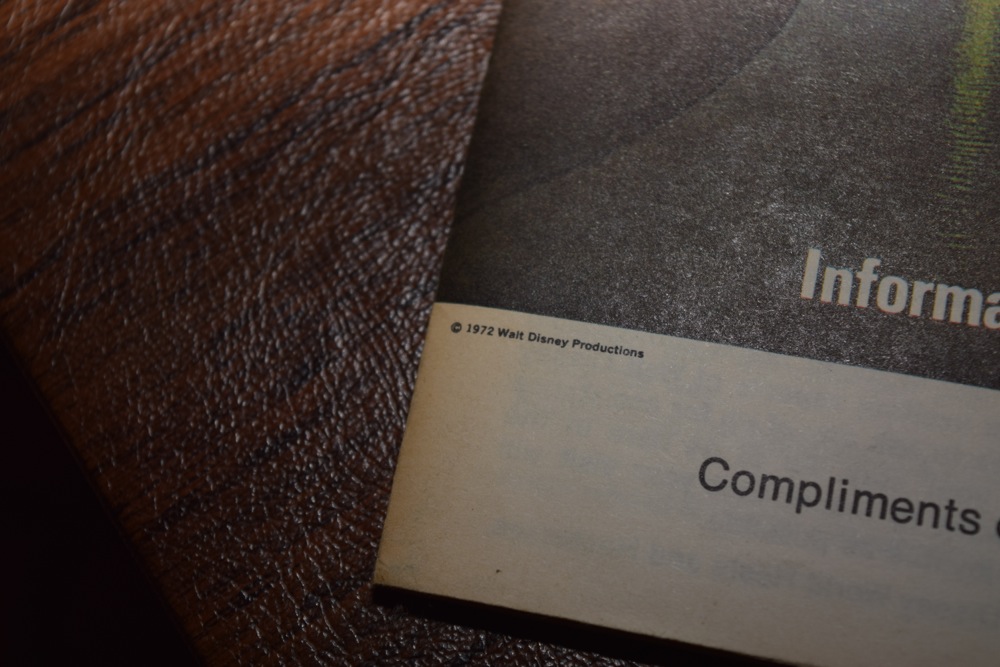 Informa
© 1972 Walt Disney Productions
Compliments